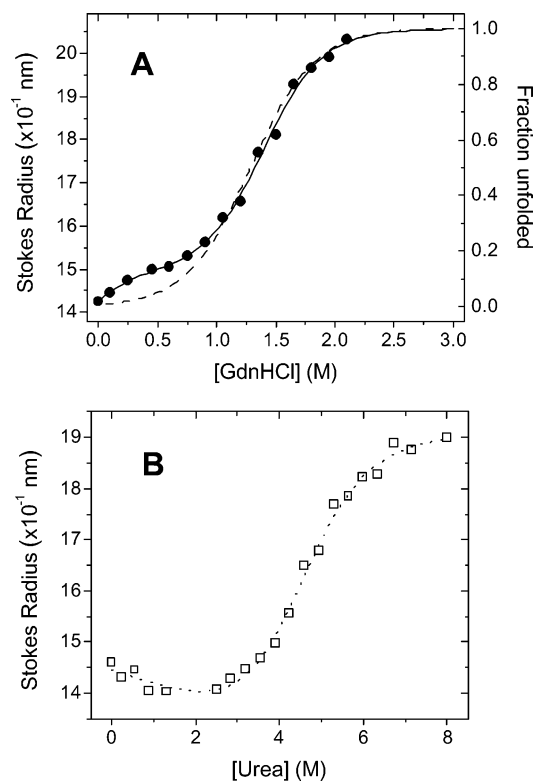 A
Stokes Radius (x10⁻¹ nm)
20
19
18
17
16
15
14
1.0
0.8
0.6
0.4
0.2
0.0
Fraction unfolded
0.0 0.5 1.0 1.5 2.0 2.5 3.0
[GdnHCl] (M)
B
Stokes Radius (x10⁻¹ nm)
19
18
17
16
15
14
0 2 4 6 8
[Urea] (M)